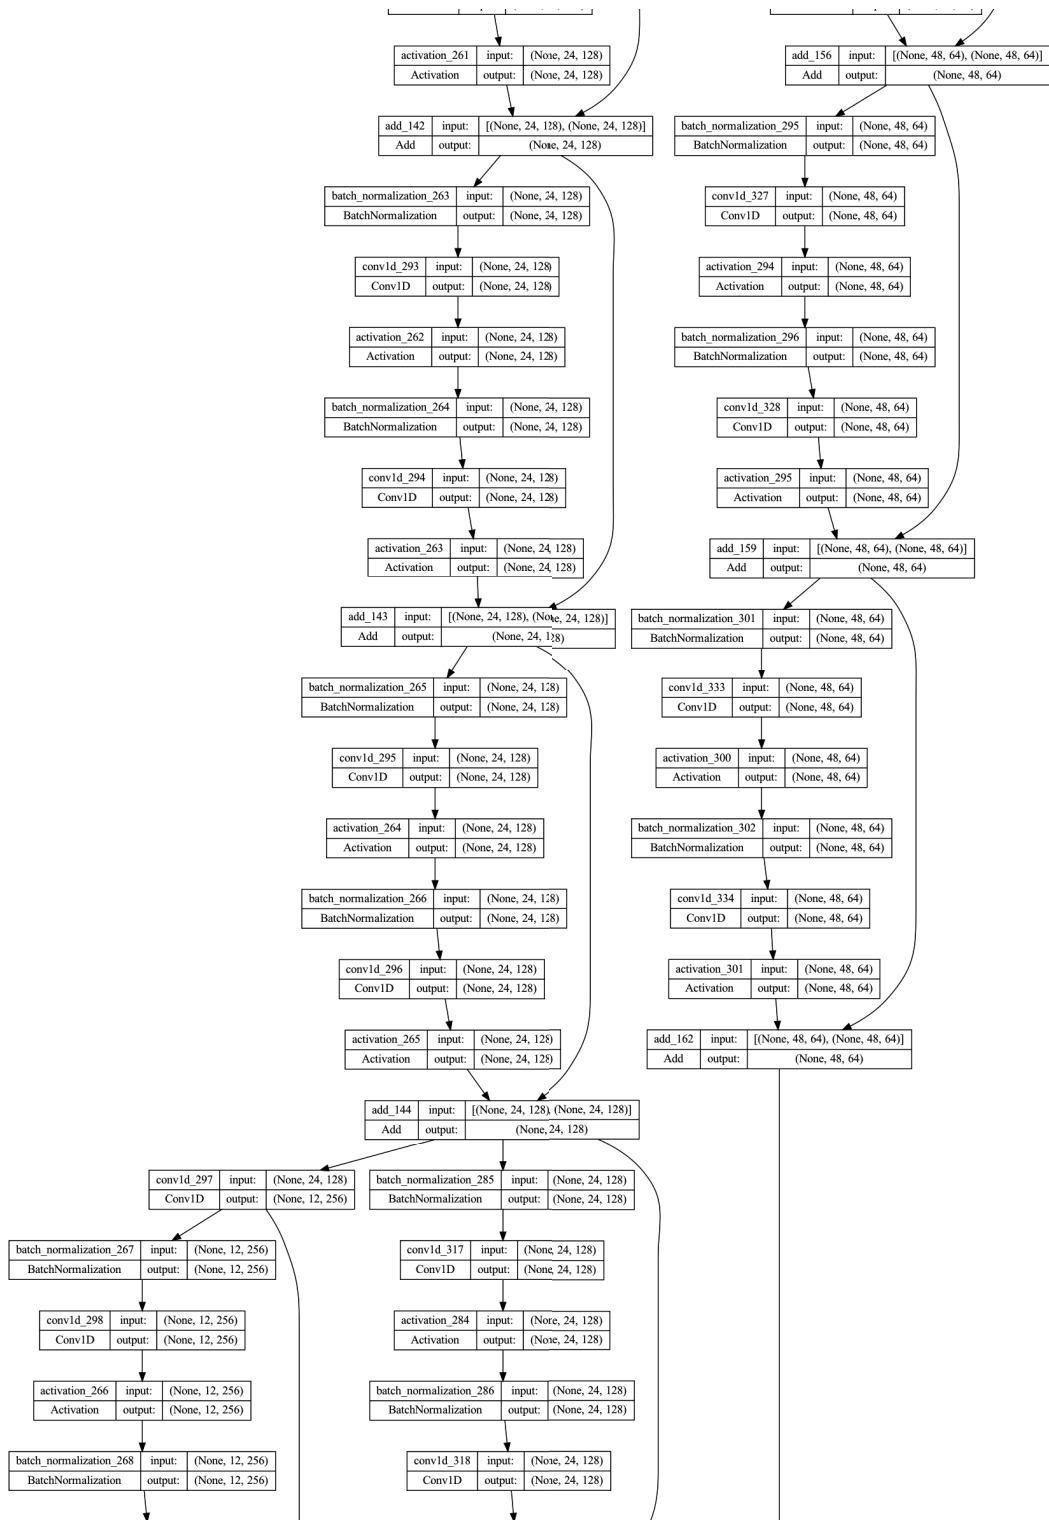 activation_261 input: (None, 24, 128)
Activation output: (None, 24, 128)
add_142 input: [(None, 24, 128), (None, 24, 128)]
Add output: (None, 24, 128)
batch_normalization_263 input: (None, 24, 128)
BatchNormalization output: (None, 24, 128)
conv1d_293 input: (None, 24, 128)
Conv1D output: (None, 24, 128)
activation_262 input: (None, 24, 128)
Activation output: (None, 24, 128)
batch_normalization_264 input: (None, 24, 128)
BatchNormalization output: (None, 24, 128)
conv1d_294 input: (None, 24, 128)
Conv1D output: (None, 24, 128)
activation_263 input: (None, 24, 128)
Activation output: (None, 24, 128)
add_143 input: [(None, 24, 128), (None, 24, 128)]
Add output: (None, 24, 128)
batch_normalization_265 input: (None, 24, 128)
BatchNormalization output: (None, 24, 128)
conv1d_295 input: (None, 24, 128)
Conv1D output: (None, 24, 128)
activation_264 input: (None, 24, 128)
Activation output: (None, 24, 128)
batch_normalization_266 input: (None, 24, 128)
BatchNormalization output: (None, 24, 128)
conv1d_296 input: (None, 24, 128)
Conv1D output: (None, 24, 128)
activation_265 input: (None, 24, 128)
Activation output: (None, 24, 128)
add_144 input: [(None, 24, 128), (None, 24, 128)]
Add output: (None, 24, 128)
conv1d_297 input: (None, 24, 128)
Conv1D output: (None, 12, 256)
batch_normalization_267 input: (None, 12, 256)
BatchNormalization output: (None, 12, 256)
conv1d_298 input: (None, 12, 256)
Conv1D output: (None, 12, 256)
activation_266 input: (None, 12, 256)
Activation output: (None, 12, 256)
batch_normalization_268 input: (None, 12, 256)
BatchNormalization output: (None, 12, 256)
batch_normalization_285 input: (None, 24, 128)
BatchNormalization output: (None, 24, 128)
conv1d_317 input: (None, 24, 128)
Conv1D output: (None, 24, 128)
activation_284 input: (None, 24, 128)
Activation output: (None, 24, 128)
batch_normalization_286 input: (None, 24, 128)
BatchNormalization output: (None, 24, 128)
conv1d_318 input: (None, 24, 128)
Conv1D output: (None, 24, 128)
add_156 input: [(None, 48, 64), (None, 48, 64)]
Add output: (None, 48, 64)
batch_normalization_295 input: (None, 48, 64)
BatchNormalization output: (None, 48, 64)
conv1d_327 input: (None, 48, 64)
Conv1D output: (None, 48, 64)
activation_294 input: (None, 48, 64)
Activation output: (None, 48, 64)
batch_normalization_296 input: (None, 48, 64)
BatchNormalization output: (None, 48, 64)
conv1d_328 input: (None, 48, 64)
Conv1D output: (None, 48, 64)
activation_295 input: (None, 48, 64)
Activation output: (None, 48, 64)
add_159 input: [(None, 48, 64), (None, 48, 64)]
Add output: (None, 48, 64)
batch_normalization_301 input: (None, 48, 64)
BatchNormalization output: (None, 48, 64)
conv1d_333 input: (None, 48, 64)
Conv1D output: (None, 48, 64)
activation_300 input: (None, 48, 64)
Activation output: (None, 48, 64)
batch_normalization_302 input: (None, 48, 64)
BatchNormalization output: (None, 48, 64)
conv1d_334 input: (None, 48, 64)
Conv1D output: (None, 48, 64)
activation_301 input: (None, 48, 64)
Activation output: (None, 48, 64)
add_162 input: [(None, 48, 64), (None, 48, 64)]
Add output: (None, 48, 64)